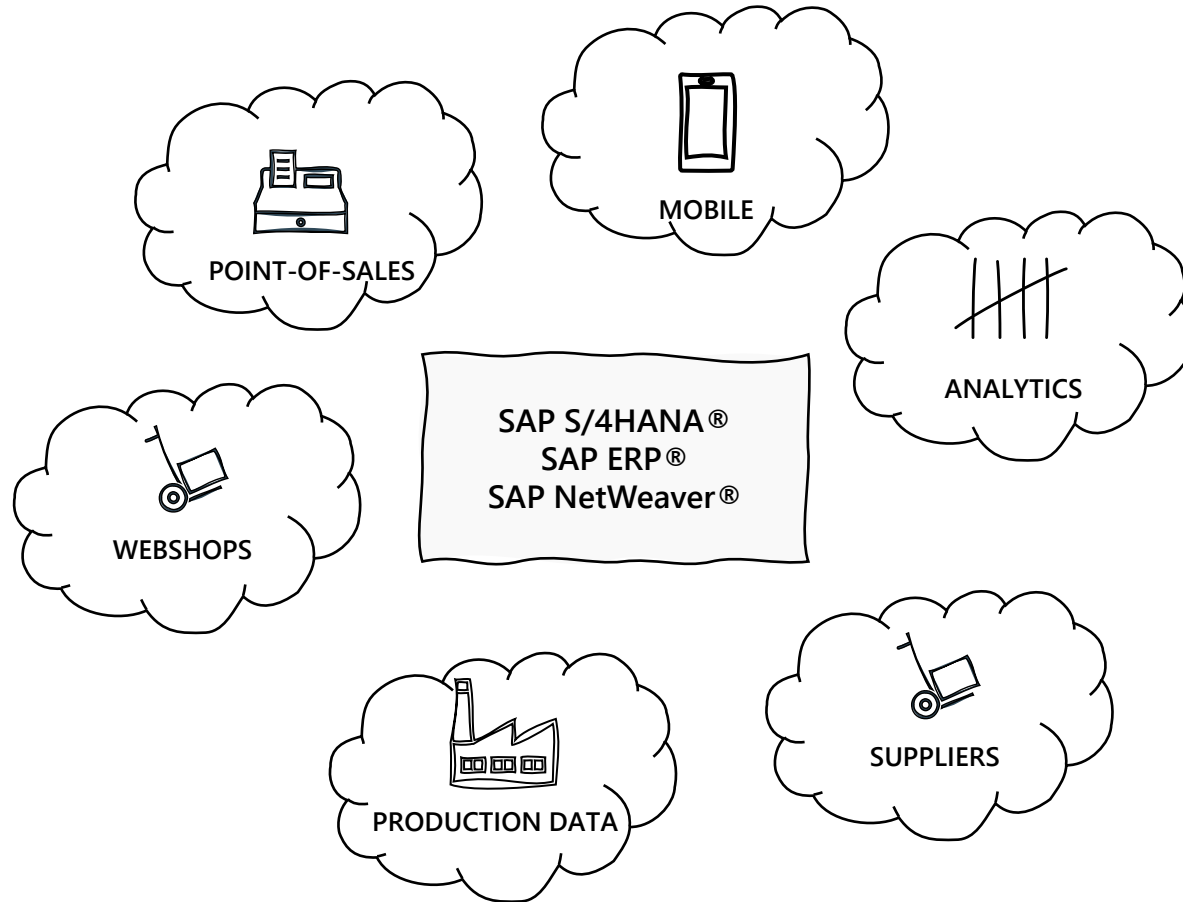 MOBILE
POINT-OF-SALES
ANALYTICS
SAP S/4HANA®
SAP ERP®
SAP NetWeaver®
WEBSHOPS
SUPPLIERS
PRODUCTION DATA